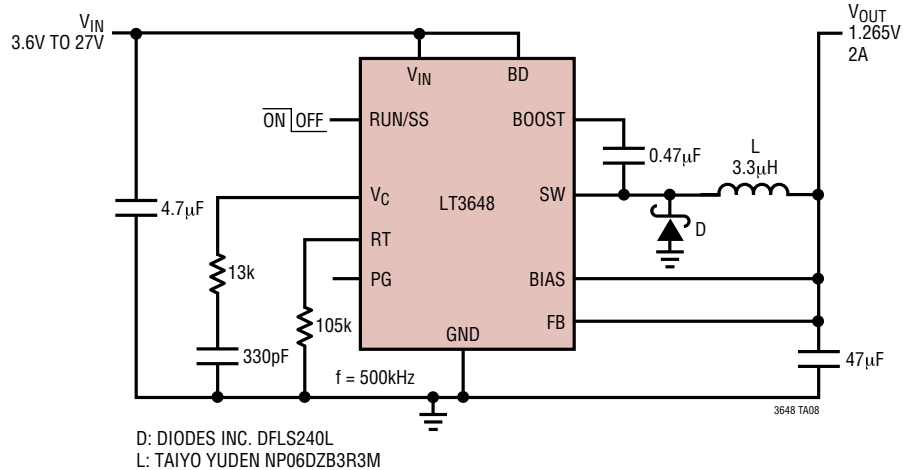 VIN
3.6V TO 27V
VOUT
1.265V
2A
VIN
BD
ON OFF
RUN/SS
BOOST
0.47µF
L
3.3µH
4.7µF
VC
LT3648
SW
D
RT
13k
PG
BIAS
105k
FB
GND
330pF
47µF
f = 500kHz
3648 TA08
D: DIODES INC. DFLS240L
L: TAIYO YUDEN NP06DZB3R3M